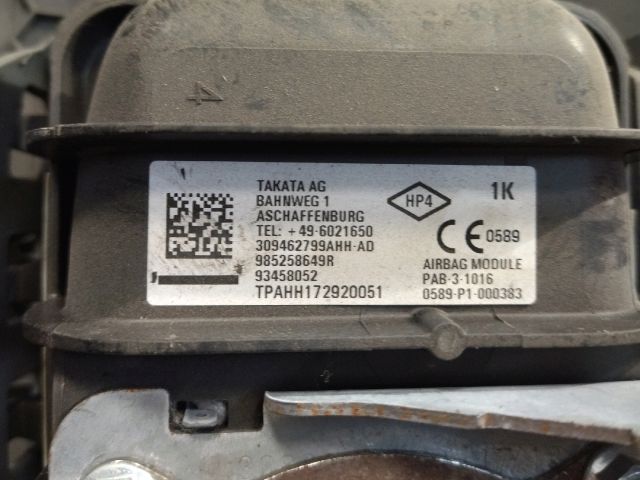 4
TAKATA AG
BAHNWEG 1
ASCHAFFENBURG
TEL: +49-6021650
309462799AHH-AD
985258649R
93458052
TPAHH172920051
HP4
1K
CE 0589
AIRBAG MODULE
PAB-3-1016
0589-P1-000383